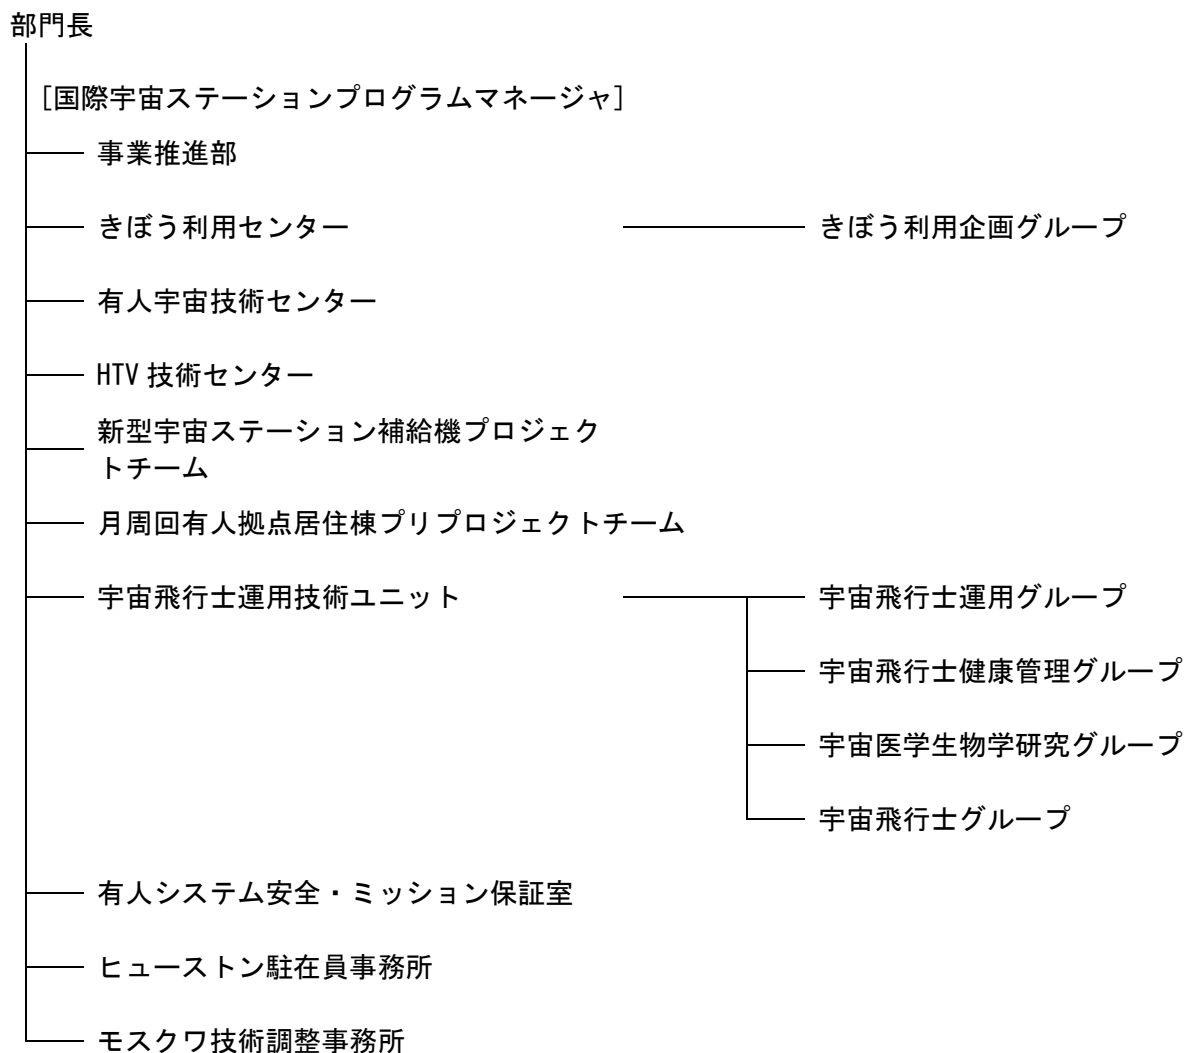 部門長
[国際宇宙ステーションプログラムマネージャ]
事業推進部
きぼう利用センター
きぼう利用企画グループ
有人宇宙技術センター
HTV 技術センター
新型宇宙ステーション補給機プロジェク
トチーム
月周回有人拠点居住棟プリプロジェクトチーム
宇宙飛行士運用技術ユニット
宇宙飛行士運用グループ
宇宙飛行士健康管理グループ
宇宙医学生物学研究グループ
宇宙飛行士グループ
有人システム安全・ミッション保証室
ヒューストン駐在員事務所
モスクワ技術調整事務所